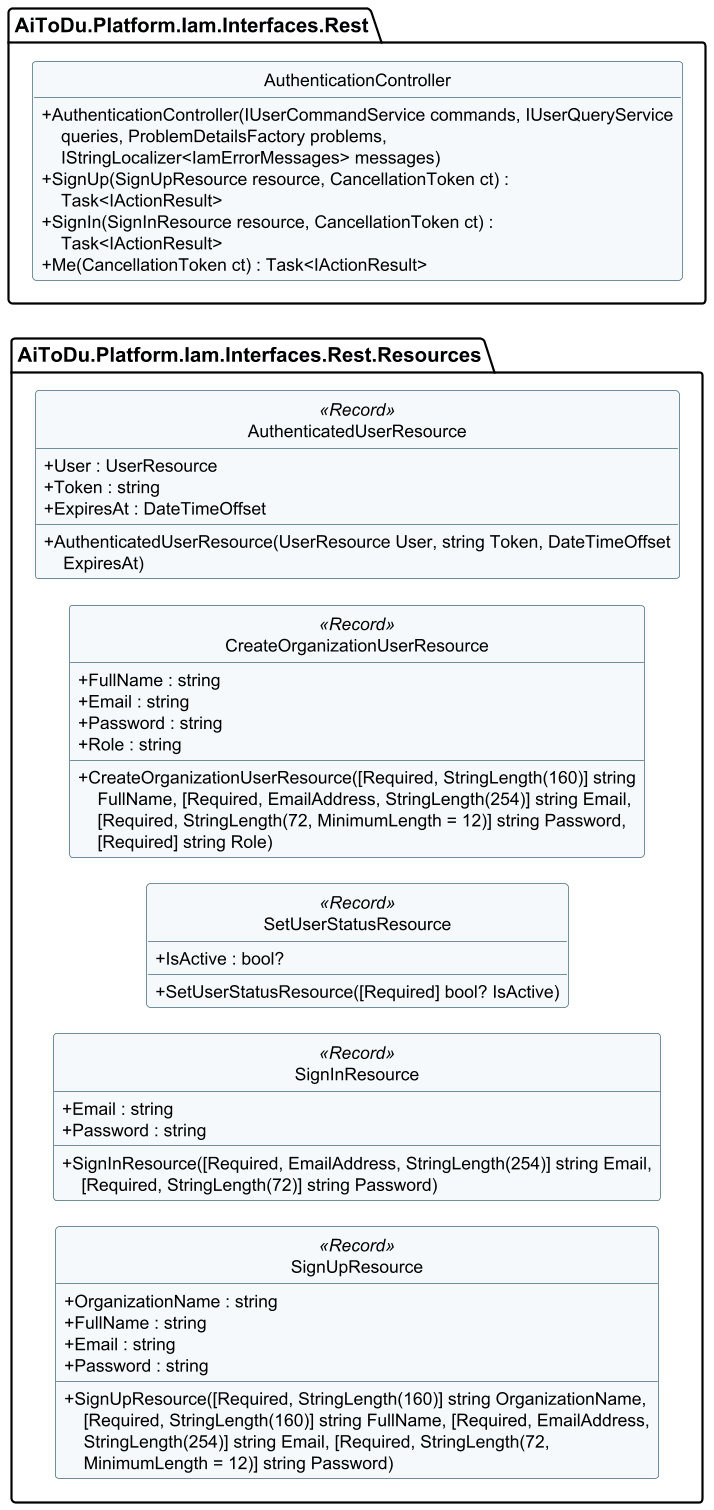 AiToDu.Platform.Iam.Interfaces.Rest
AuthenticationController
+AuthenticationController(IUserCommandService commands, IUserQueryService
queries, ProblemDetailsFactory problems,
IStringLocalizer<IamErrorMessages> messages)
+SignUp(SignUpResource resource, CancellationToken ct) :
Task<IActionResult>
+SignIn(SignInResource resource, CancellationToken ct) :
Task<IActionResult>
+Me(CancellationToken ct) : Task<IActionResult>
AiToDu.Platform.Iam.Interfaces.Rest.Resources
«Record»
AuthenticatedUserResource
+User : UserResource
+Token : string
+ExpiresAt : DateTimeOffset
+AuthenticatedUserResource(UserResource User, string Token, DateTimeOffset
ExpiresAt)
«Record»
CreateOrganizationUserResource
+FullName : string
+Email : string
+Password : string
+Role : string
+CreateOrganizationUserResource([Required, StringLength(160)] string
FullName, [Required, EmailAddress, StringLength(254)] string Email,
[Required, StringLength(72, MinimumLength = 12)] string Password,
[Required] string Role)
«Record»
SetUserStatusResource
+IsActive : bool?
+SetUserStatusResource([Required] bool? IsActive)
«Record»
SignInResource
+Email : string
+Password : string
+SignInResource([Required, EmailAddress, StringLength(254)] string Email,
[Required, StringLength(72)] string Password)
«Record»
SignUpResource
+OrganizationName : string
+FullName : string
+Email : string
+Password : string
+SignUpResource([Required, StringLength(160)] string OrganizationName,
[Required, StringLength(160)] string FullName, [Required, EmailAddress,
StringLength(254)] string Email, [Required, StringLength(72,
MinimumLength = 12)] string Password)